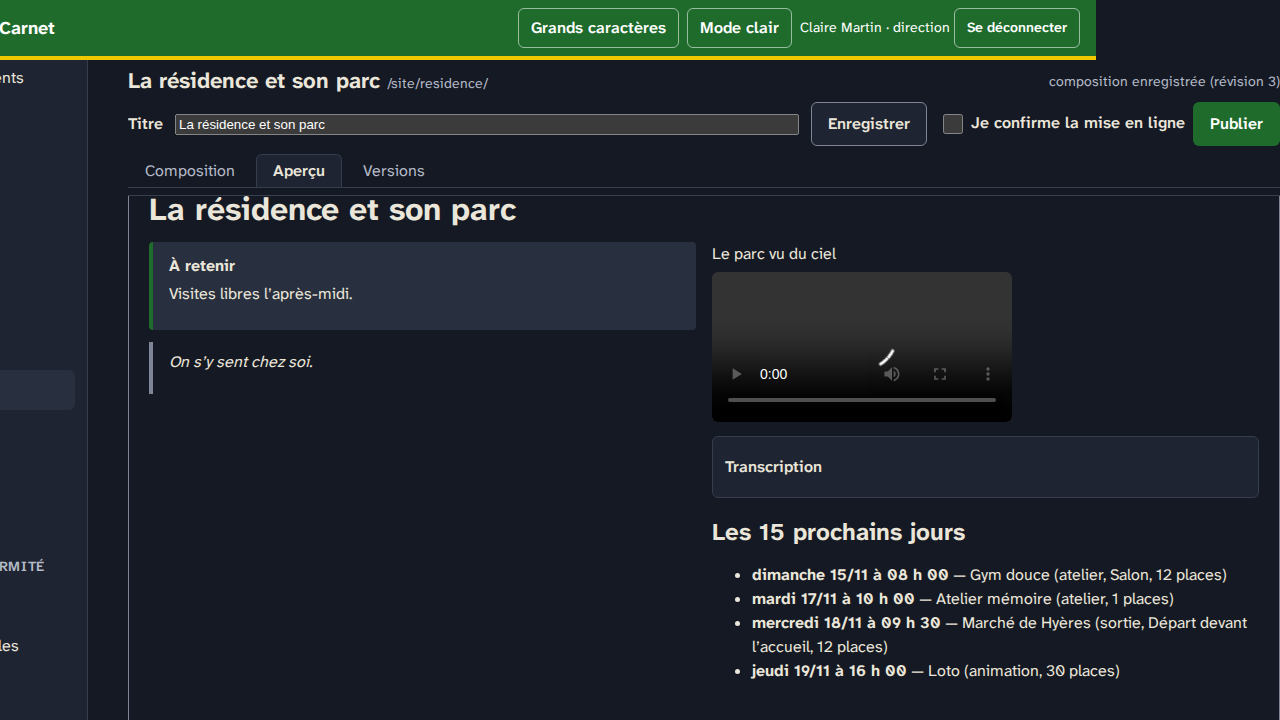 Carnet
Grands caractères
Mode clair
Claire Martin · direction
Se déconnecter
nts
RMITÉ
les
La résidence et son parc /site/residence/
composition enregistrée (révision 3)
Titre
La résidence et son parc
Enregistrer
Je confirme la mise en ligne
Publier
Composition
Aperçu
Versions
La résidence et son parc
À retenir
Visites libres l’après-midi.
On s’y sent chez soi.
Le parc vu du ciel
0:00
Transcription
Les 15 prochains jours
dimanche 15/11 à 08 h 00 — Gym douce (atelier, Salon, 12 places)
mardi 17/11 à 10 h 00 — Atelier mémoire (atelier, 1 places)
mercredi 18/11 à 09 h 30 — Marché de Hyères (sortie, Départ devant
l’accueil, 12 places)
jeudi 19/11 à 16 h 00 — Loto (animation, 30 places)